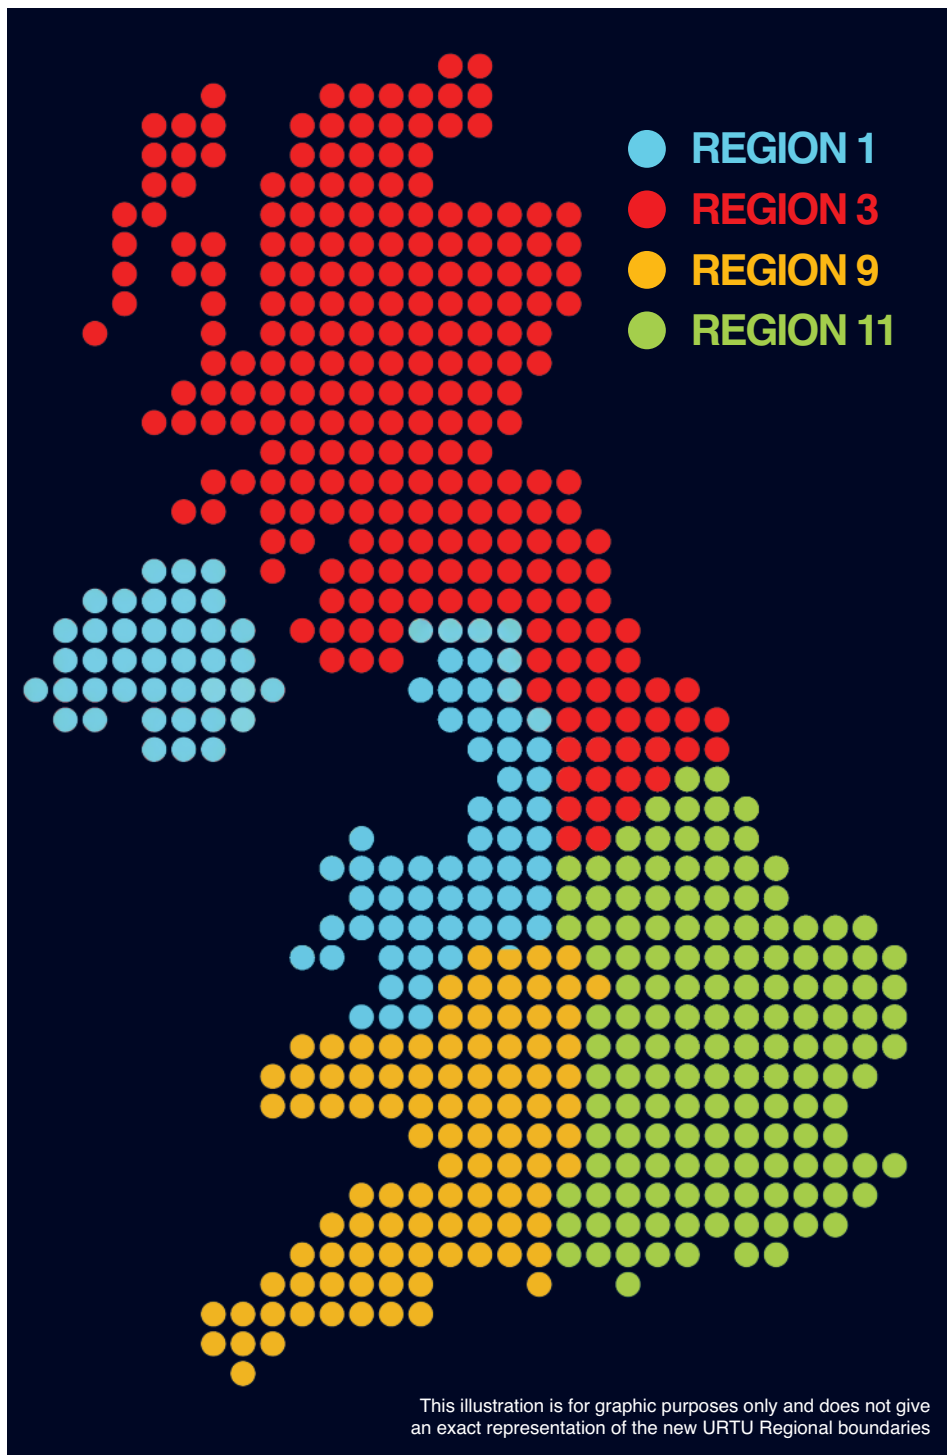 REGION 1
REGION 3
REGION 9
REGION 11
This illustration is for graphic purposes only and does not give
an exact representation of the new URTU Regional boundaries